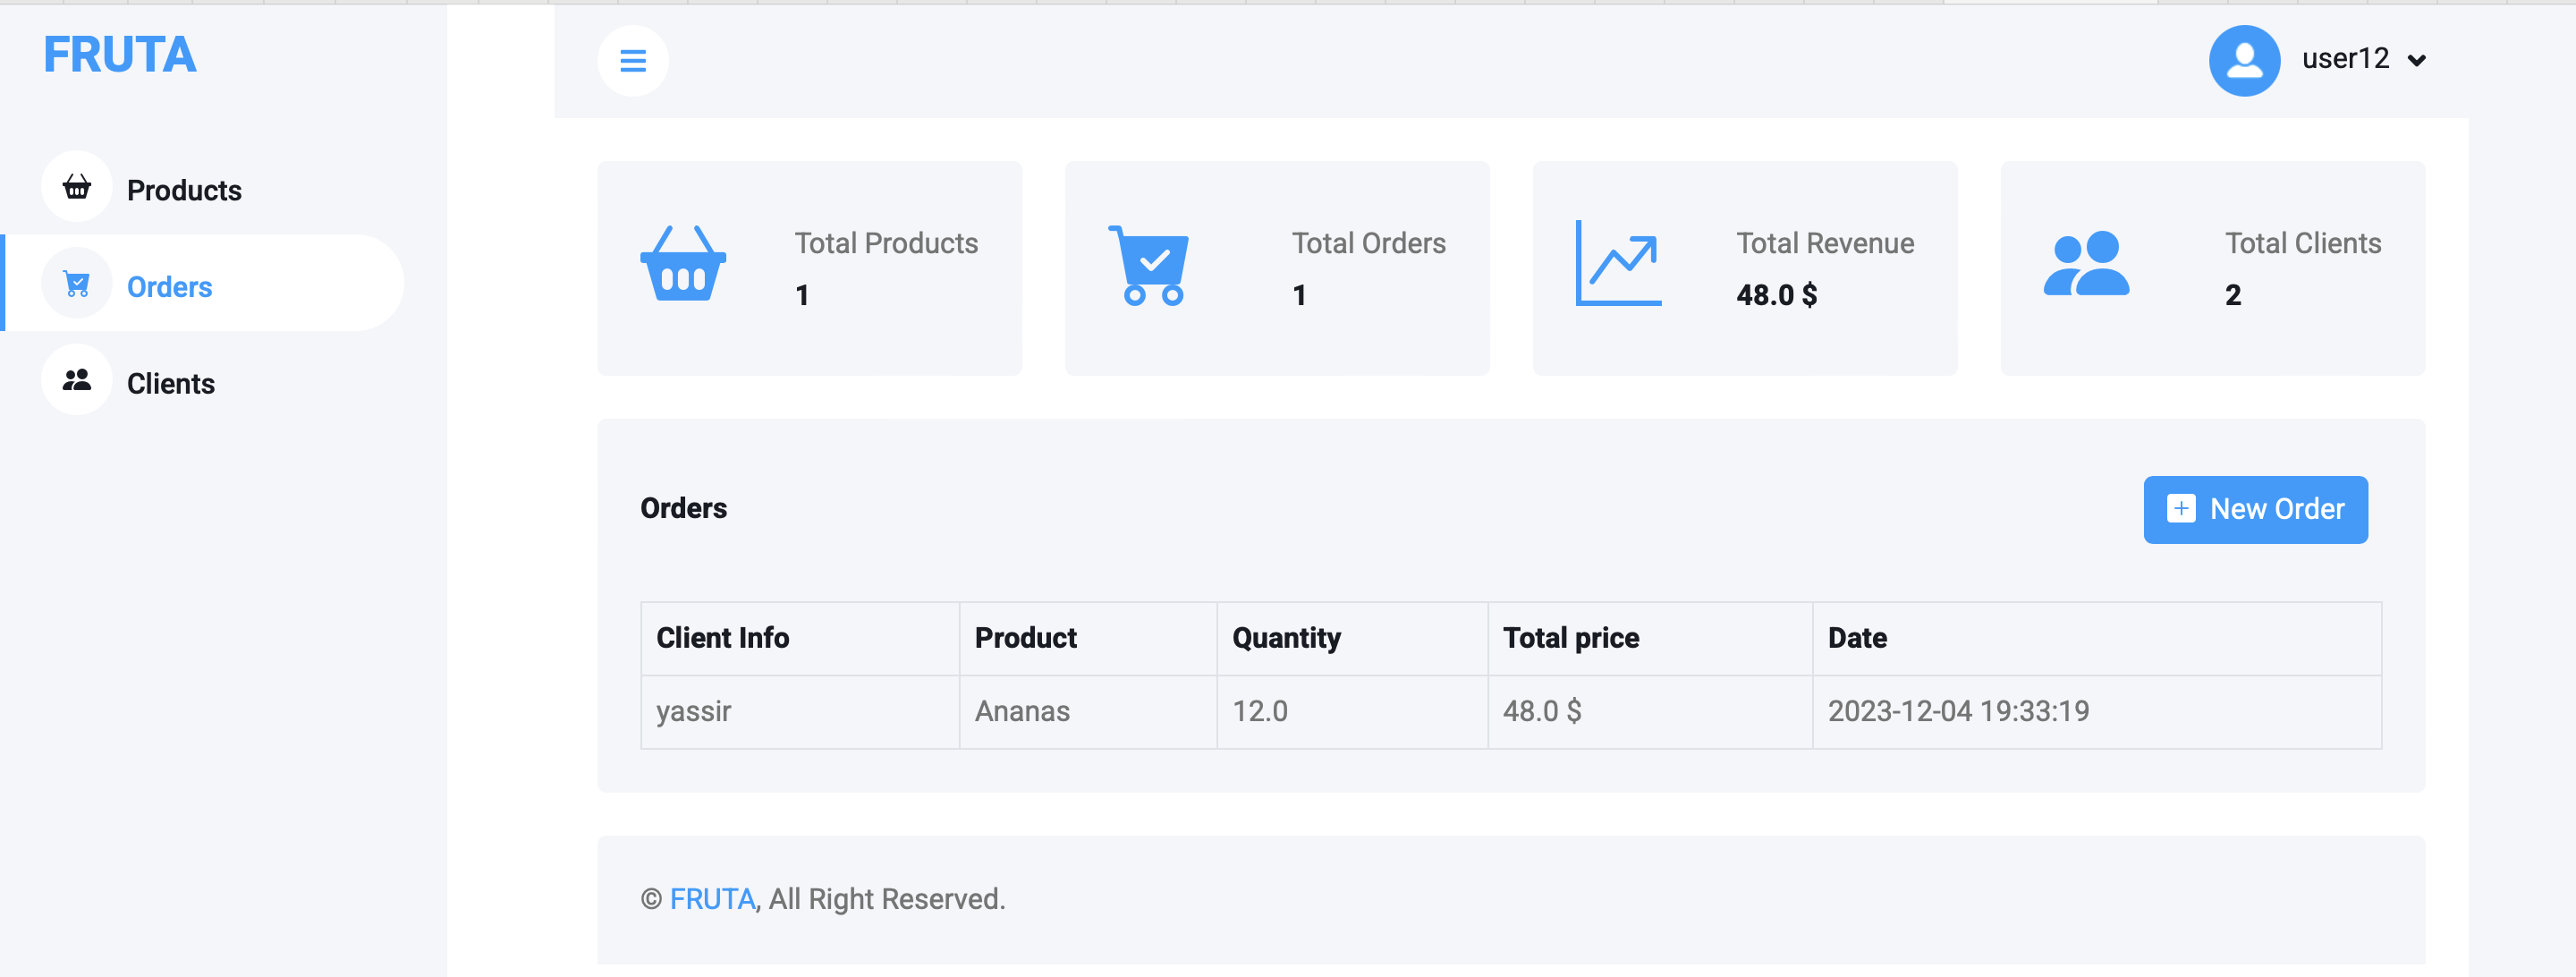 FRUTA
user12
Products
Orders
Clients
Total Products
1
Total Orders
1
Total Revenue
48.0 $
Total Clients
2
Orders
New Order
Client Info Product Quantity Total price Date
yassir Ananas 12.0 48.0 $ 2023-12-04 19:33:19
© FRUTA, All Right Reserved.